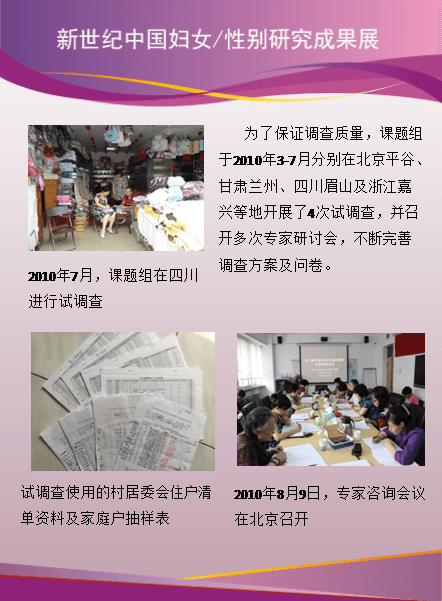 新世纪中国妇女/性别研究成果展
为了保证调查质量，课题组
于2010年3-7月分别在北京平谷、
甘肃兰州、四川眉山及浙江嘉
兴等地开展了4次试调查，并召
开多次专家研讨会，不断完善
调查方案及问卷。
2010年7月，课题组在四川
进行试调查
试调查使用的村居委会住户清
单资料及家庭户抽样表
2010年8月9日，专家咨询会议
在北京召开